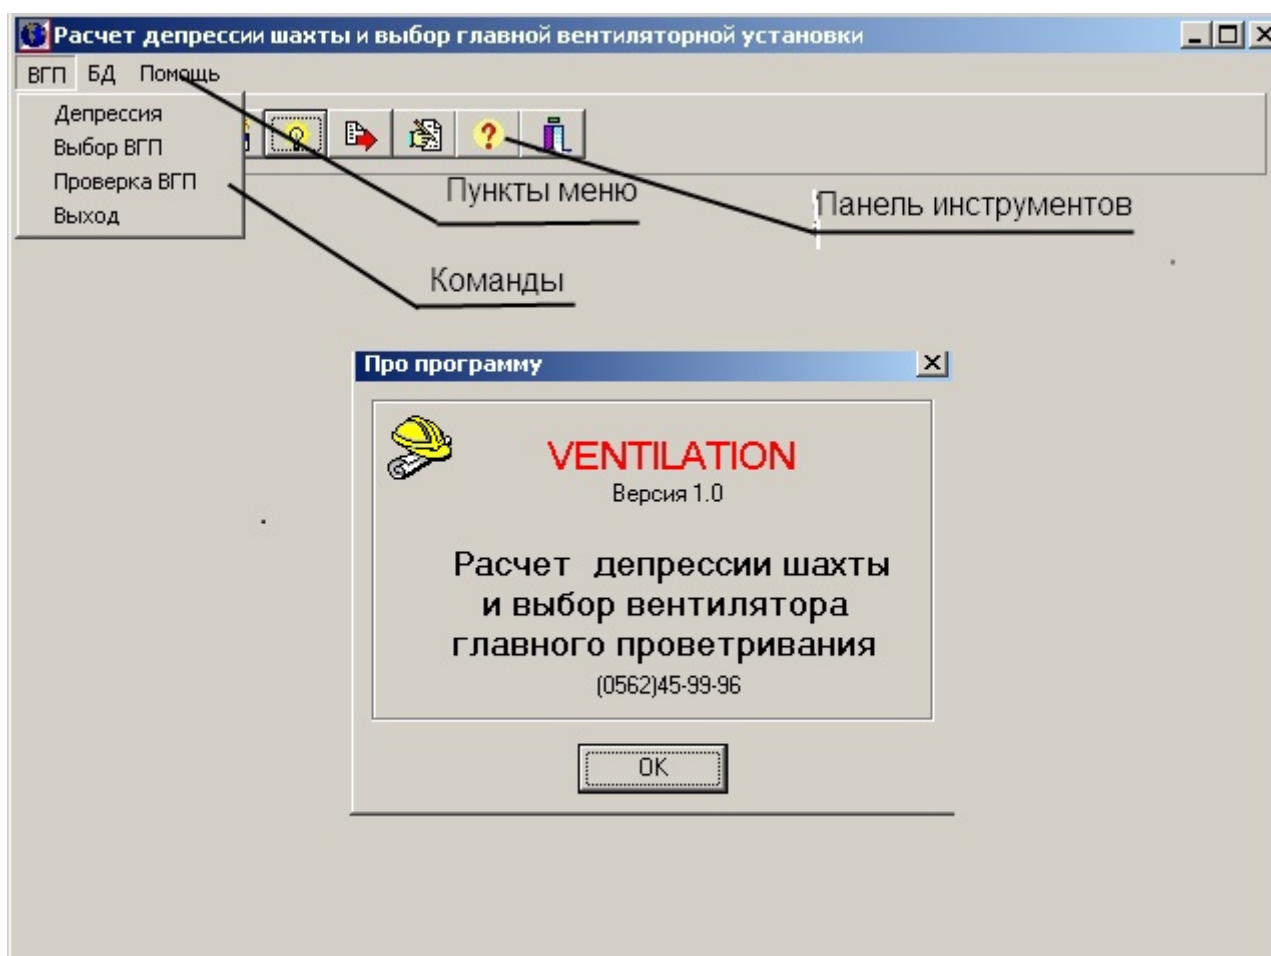 Расчет депрессии шахты и выбор главной вентиляторной установки
ВГП БД Помощь
Депрессия
Выбор ВГП
Проверка ВГП
Выход
Пункты меню
Панель инструментов
Команды
Про программу
VENTILATION
Версия 1.0
Расчет депрессии шахты
и выбор вентилятора
главного проветривания
(0562)45-99-96
OK